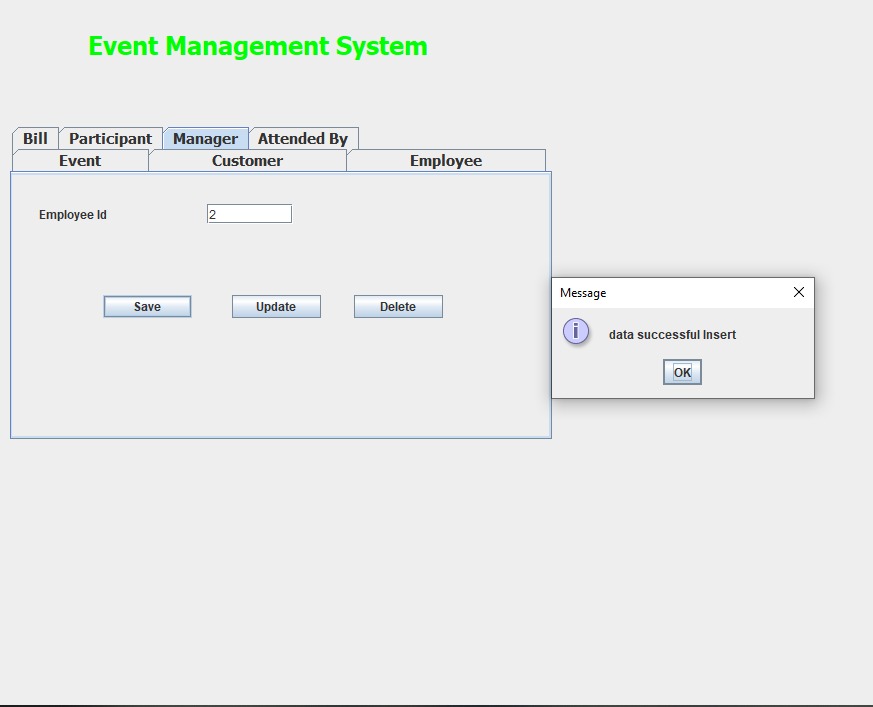 Event Management System
Bill Participant Manager Attended By
Event Customer Employee
Employee Id 2
Save Update Delete
Message
i data successful Insert
OK